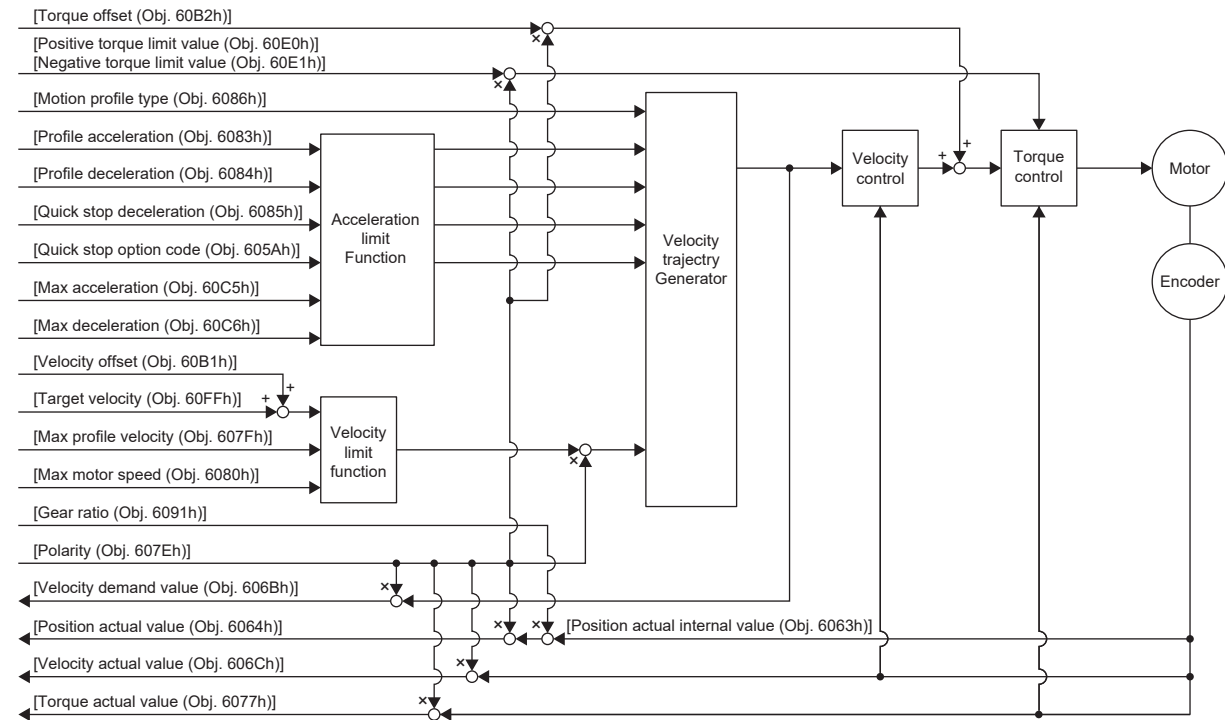 [Torque offset (Obj. 60B2h)]
[Positive torque limit value (Obj. 60E0h)]
[Negative torque limit value (Obj. 60E1h)]
[Motion profile type (Obj. 6086h)]
[Profile acceleration (Obj. 6083h)]
[Profile deceleration (Obj. 6084h)]
[Quick stop deceleration (Obj. 6085h)]
[Quick stop option code (Obj. 605Ah)]
[Max acceleration (Obj. 60C5h)]
[Max deceleration (Obj. 60C6h)]
[Velocity offset (Obj. 60B1h)]
[Target velocity (Obj. 60FFh)]
[Max profile velocity (Obj. 607Fh)]
[Max motor speed (Obj. 6080h)]
[Gear ratio (Obj. 6091h)]
[Polarity (Obj. 607Eh)]
[Velocity demand value (Obj. 606Bh)]
[Position actual value (Obj. 6064h)]
[Velocity actual value (Obj. 606Ch)]
[Torque actual value (Obj. 6077h)]
[Position actual internal value (Obj. 6063h)]
Acceleration
limit
Function
Velocity
limit
function
Velocity
trajectry
Generator
Velocity
control
Torque
control
Motor
Encoder